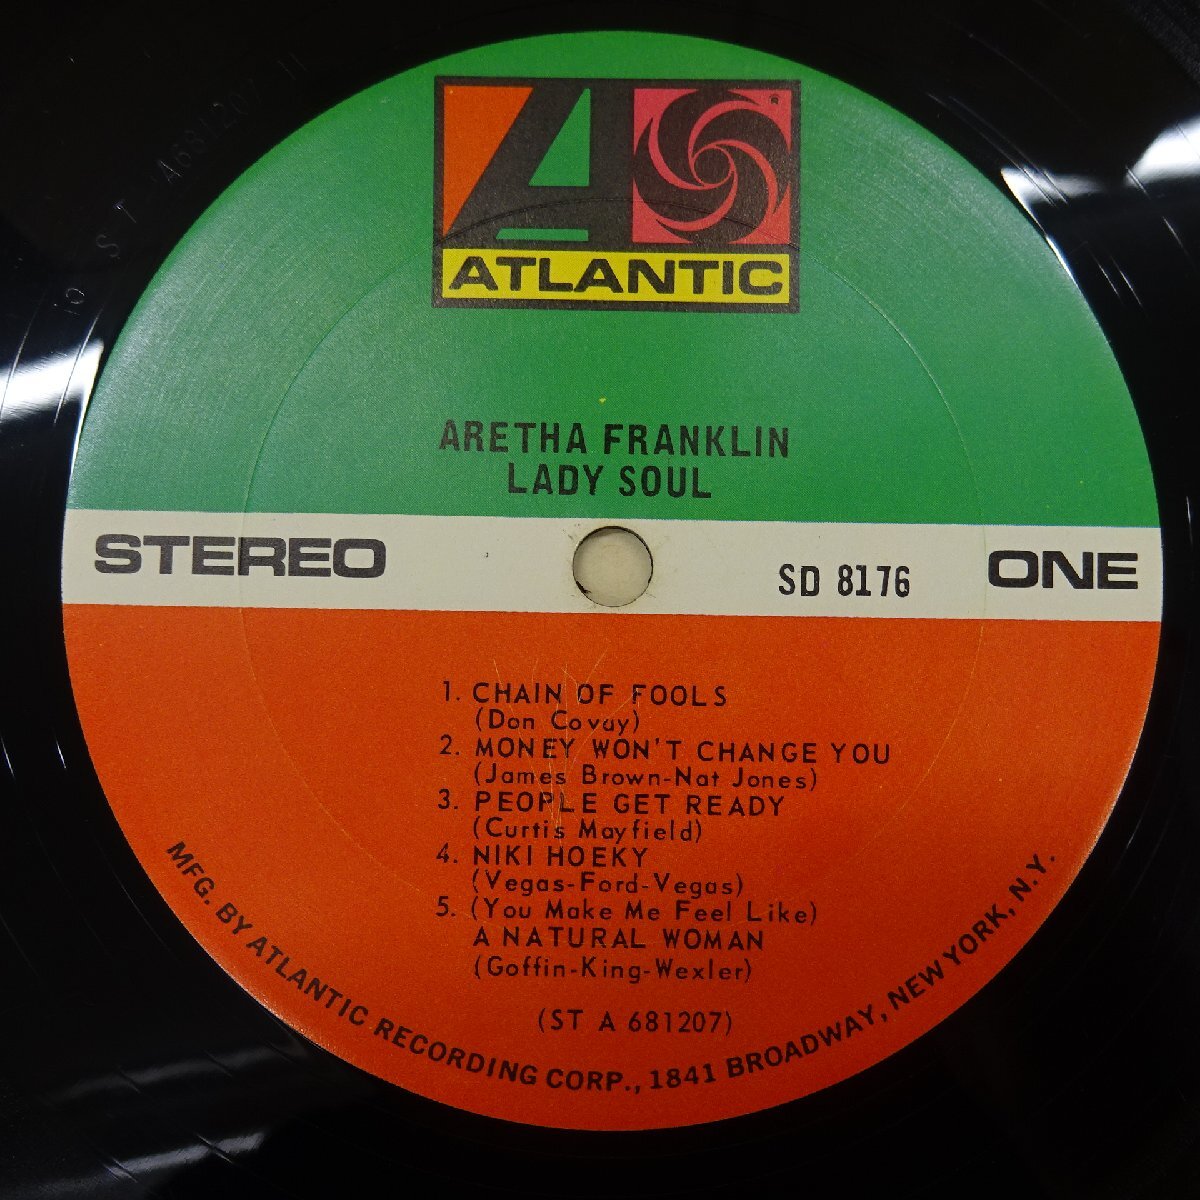 ATLANTIC
®
ARETHA FRANKLIN
LADY SOUL
STEREO
SD 8176
ONE
1. CHAIN OF FOOLS
(Don Covay)
2. MONEY WON'T CHANGE YOU
(James Brown-Nat Jones)
3. PEOPLE GET READY
(Curtis Mayfield)
4. NIKI HOEKY
(Vegas-Ford-Vegas)
5. (You Make Me Feel Like)
A NATURAL WOMAN
(Goffin-King-Wexler)
(ST A 681207)
MFG. BY ATLANTIC RECORDING CORP., 1841 BROADWAY, NEW YORK, N.Y.